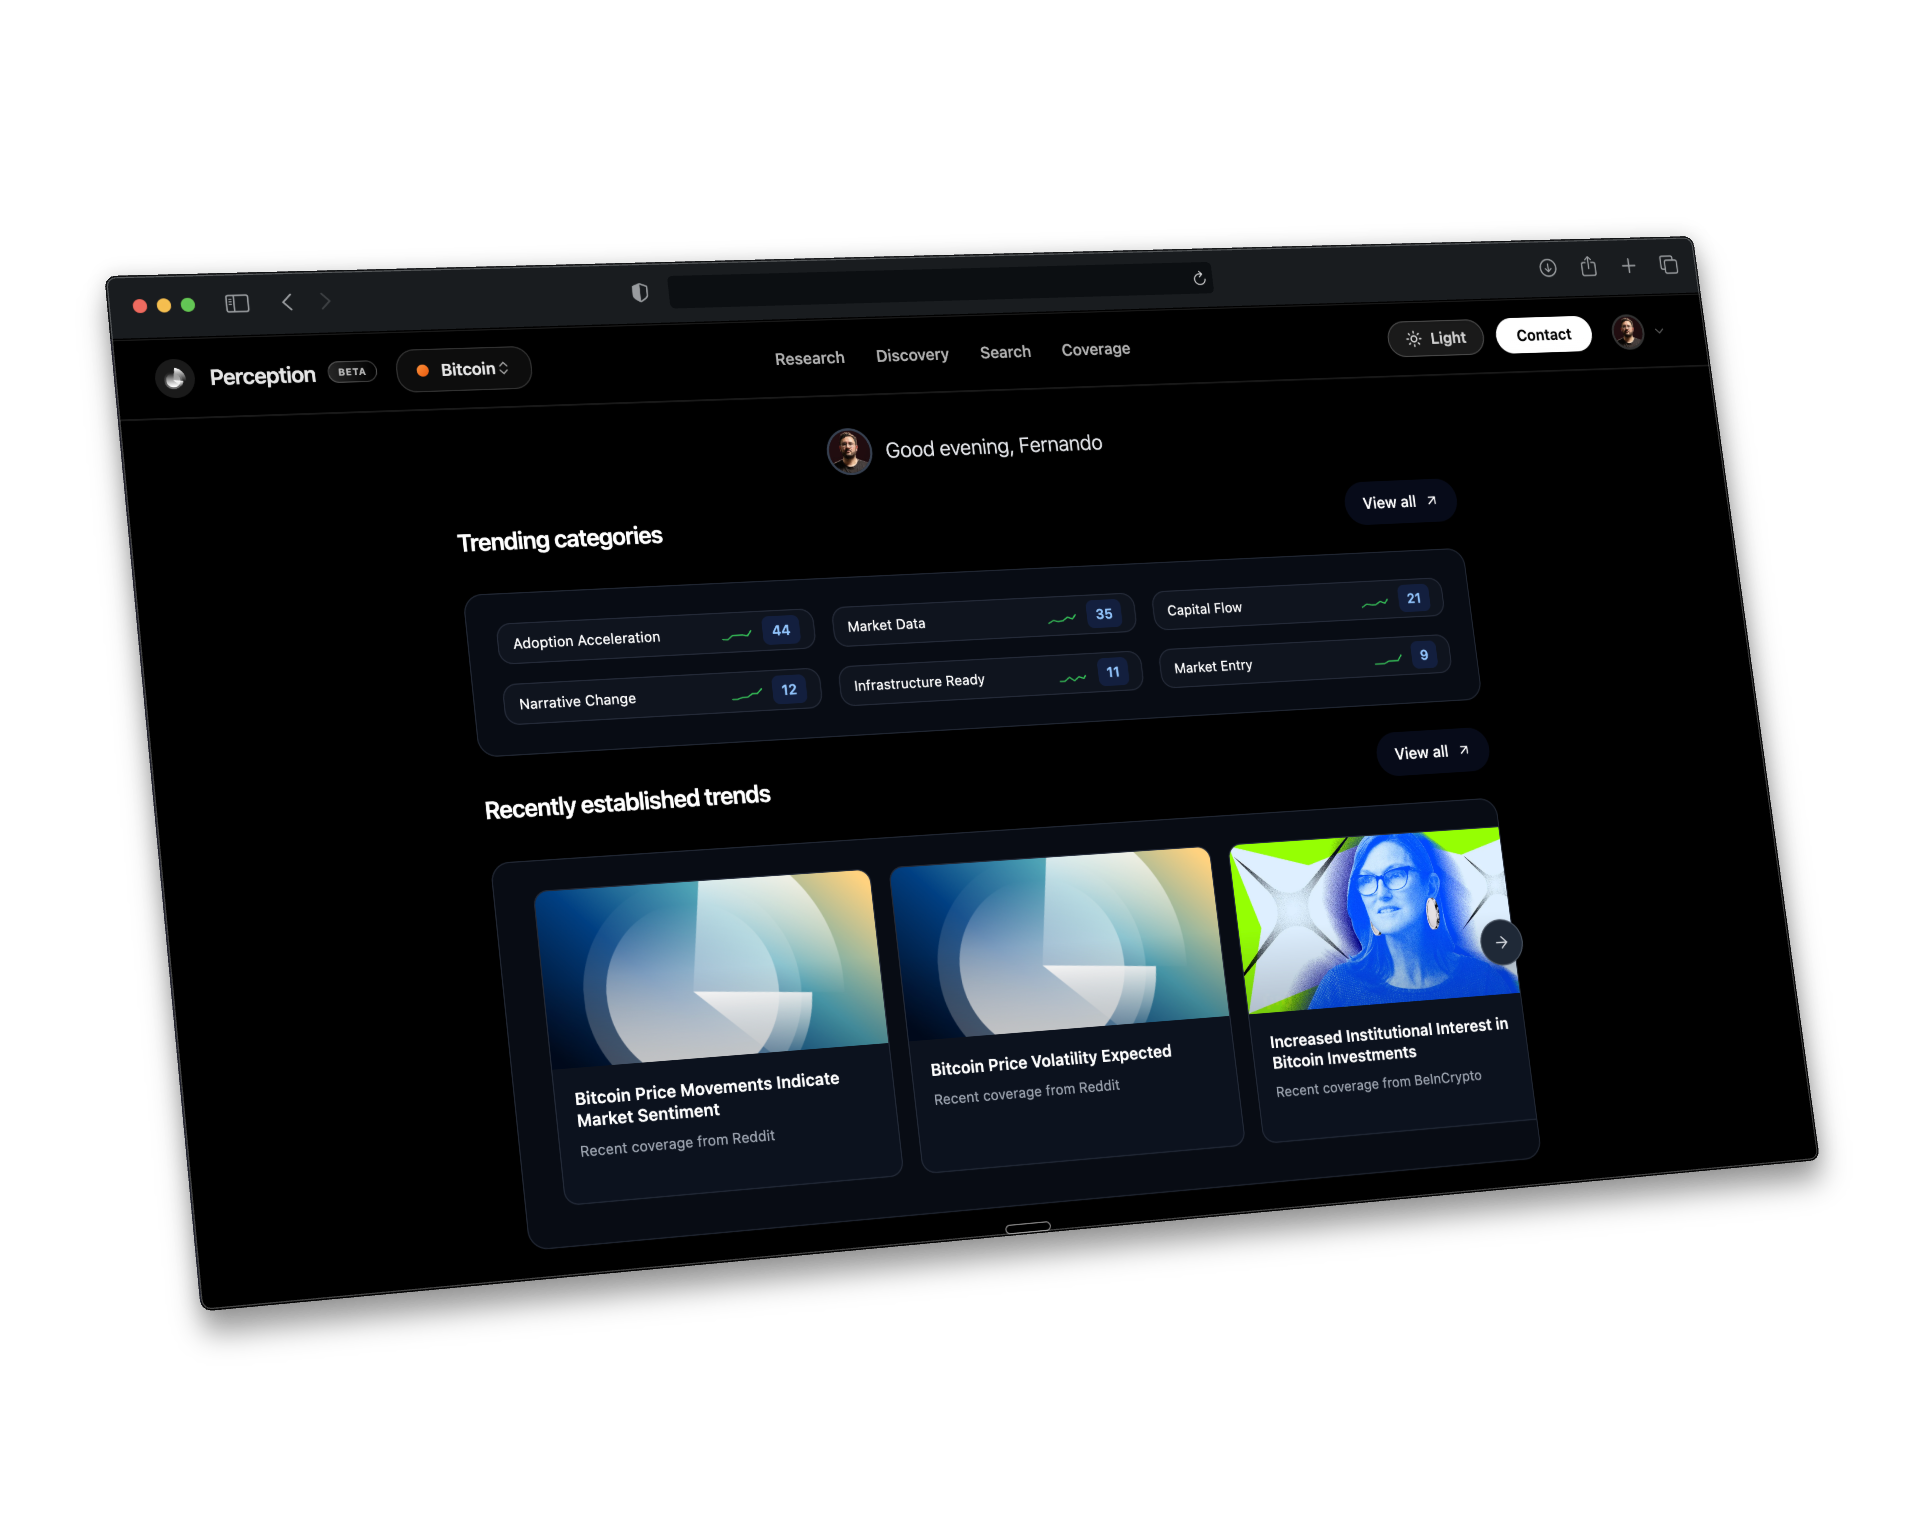 Perception BETA Bitcoin Research Discovery Search Coverage Light Contact
Good evening, Fernando
Trending categories View all
Adoption Acceleration 44 Market Data 35 Capital Flow 21
Narrative Change 12 Infrastructure Ready 11 Market Entry 9
Recently established trends View all
Bitcoin Price Movements Indicate
Market Sentiment
Recent coverage from Reddit
Bitcoin Price Volatility Expected
Recent coverage from Reddit
Increased Institutional Interest in
Bitcoin Investments
Recent coverage from BeInCrypto